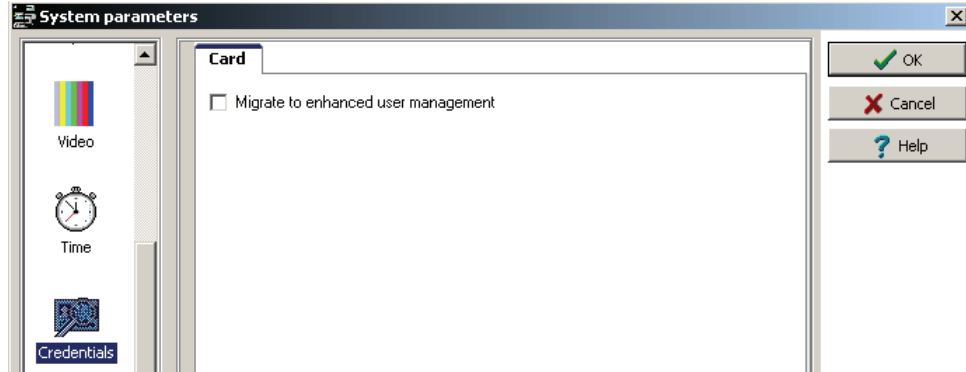 System parameters
Card
Migrate to enhanced user management
Video
Time
Credentials
OK
Cancel
Help